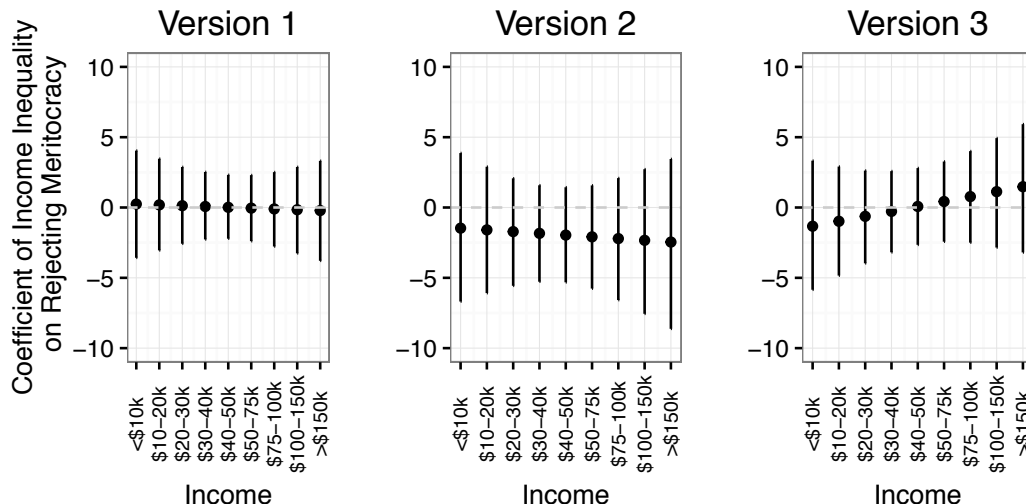 Version 1
Version 2
Version 3
Coefficient of Income Inequality
on Rejecting Meritocracy
10
5
0
−5
−10
10
5
0
−5
−10
10
5
0
−5
−10
<$10k
$10−20k
$20−30k
$30−40k
$40−50k
$50−75k
$75−100k
$100−150k
>$150k
<$10k
$10−20k
$20−30k
$30−40k
$40−50k
$50−75k
$75−100k
$100−150k
>$150k
<$10k
$10−20k
$20−30k
$30−40k
$40−50k
$50−75k
$75−100k
$100−150k
>$150k
Income
Income
Income